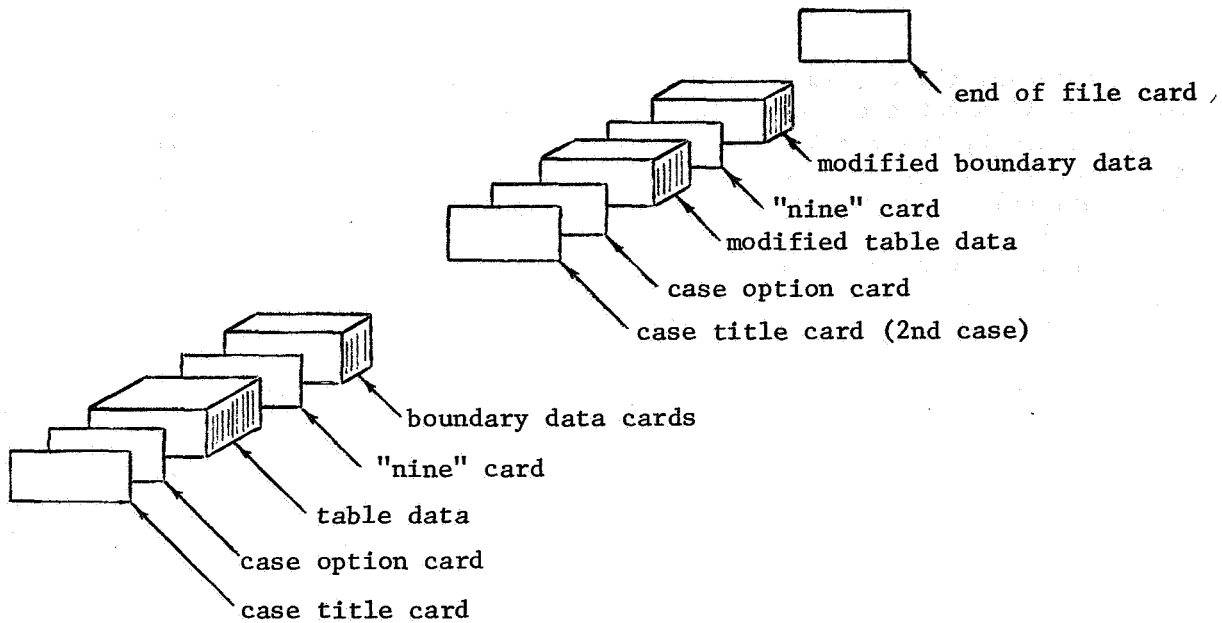 end of file card
modified boundary data
"nine" card
modified table data
case option card
case title card (2nd case)
boundary data cards
"nine" card
table data
case option card
case title card